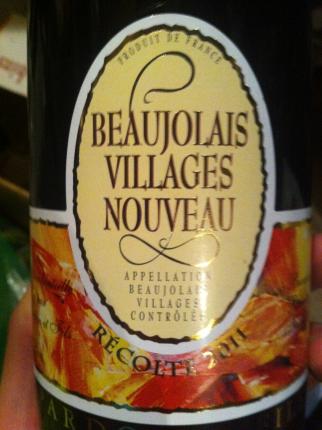 PRODUIT DE FRANCE
BEAUJOLAIS
VILLAGES
NOUVEAU
APPELLATION
BEAUJOLAIS
VILLAGES
CONTRÔLÉE
RÉCOLTE 2011